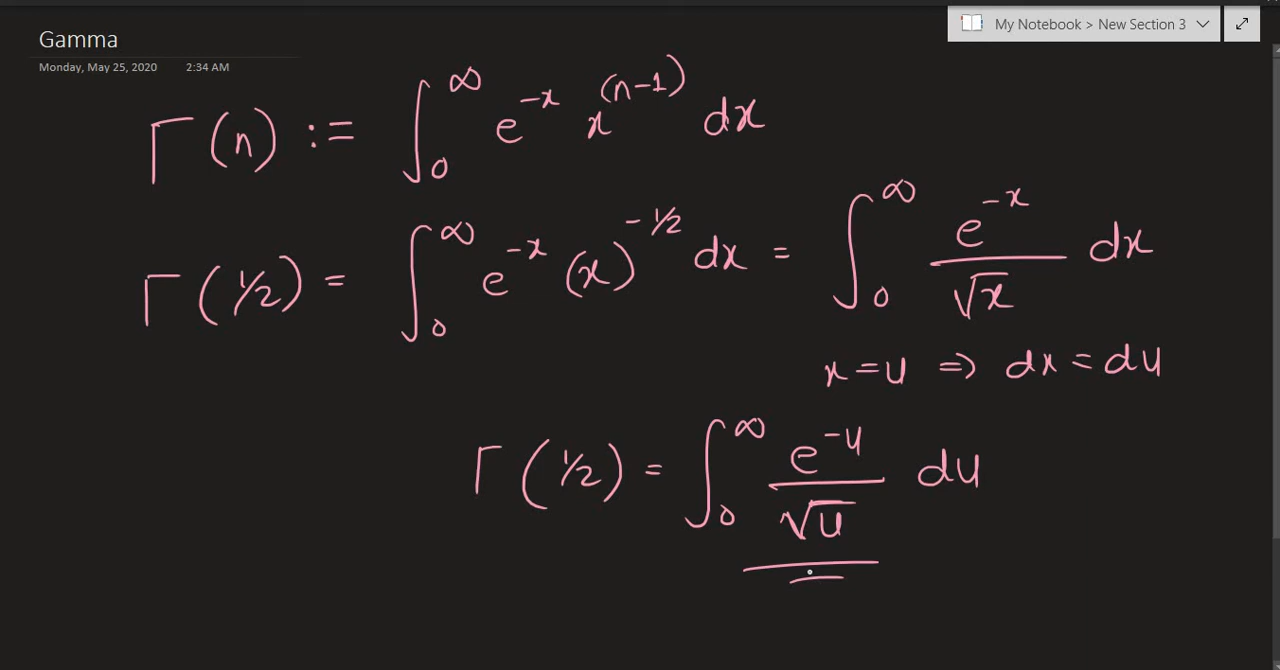 My Notebook > New Section 3
Gamma
Monday, May 25, 2020 2:34 AM
Γ(n) := ∫₀^∞ e^{-x} x^{(n-1)} dx
Γ(1/2) = ∫₀^∞ e^{-x} (x)^{-1/2} dx = ∫₀^∞ e^{-x}/√x dx
x = u ⇒ dx = du
Γ(1/2) = ∫₀^∞ e^{-u}/√u du